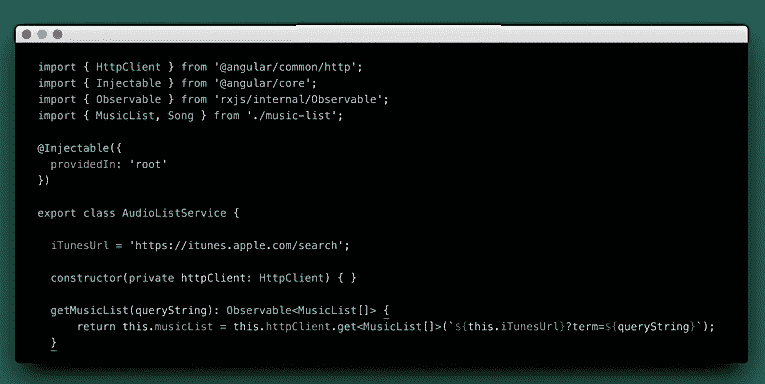 import { HttpClient } from '@angular/common/http';
import { Injectable } from '@angular/core';
import { Observable } from 'rxjs/internal/Observable';
import { MusicList, Song } from './music-list';
@Injectable({
providedIn: 'root'
})
export class AudioListService {
iTunesUrl = 'https://itunes.apple.com/search';
constructor(private httpClient: HttpClient) { }
getMusicList(queryString): Observable<MusicList[]> {
return this.musicList = this.httpClient.get<MusicList[]>(`${this.iTunesUrl}?term=${queryString}`);
}